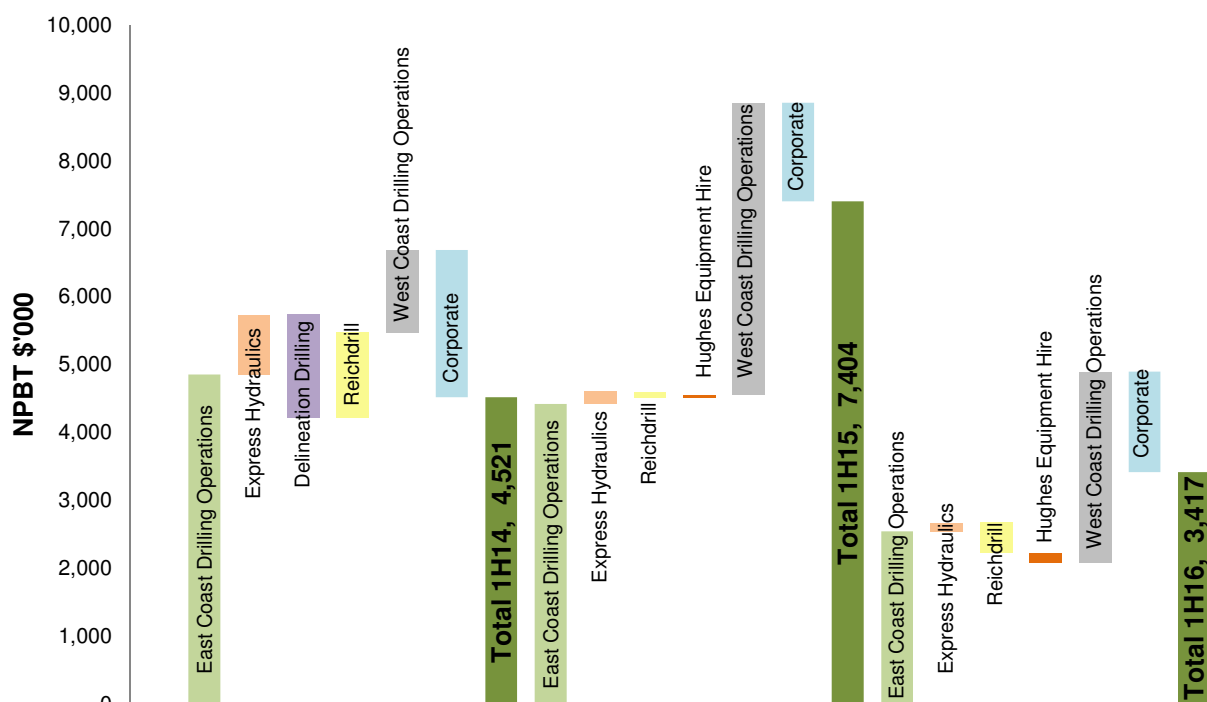 10,000
9,000
8,000
7,000
6,000
5,000
4,000
3,000
2,000
1,000
0
NPBT $'000
East Coast Drilling Operations
Express Hydraulics
Delineation Drilling
Reichdrill
West Coast Drilling Operations
Corporate
Total 1H14, 4,521
East Coast Drilling Operations
Express Hydraulics
Reichdrill
Hughes Equipment Hire
West Coast Drilling Operations
Corporate
Total 1H15, 7,404
East Coast Drilling Operations
Express Hydraulics
Reichdrill
Hughes Equipment Hire
West Coast Drilling Operations
Corporate
Total 1H16, 3,417